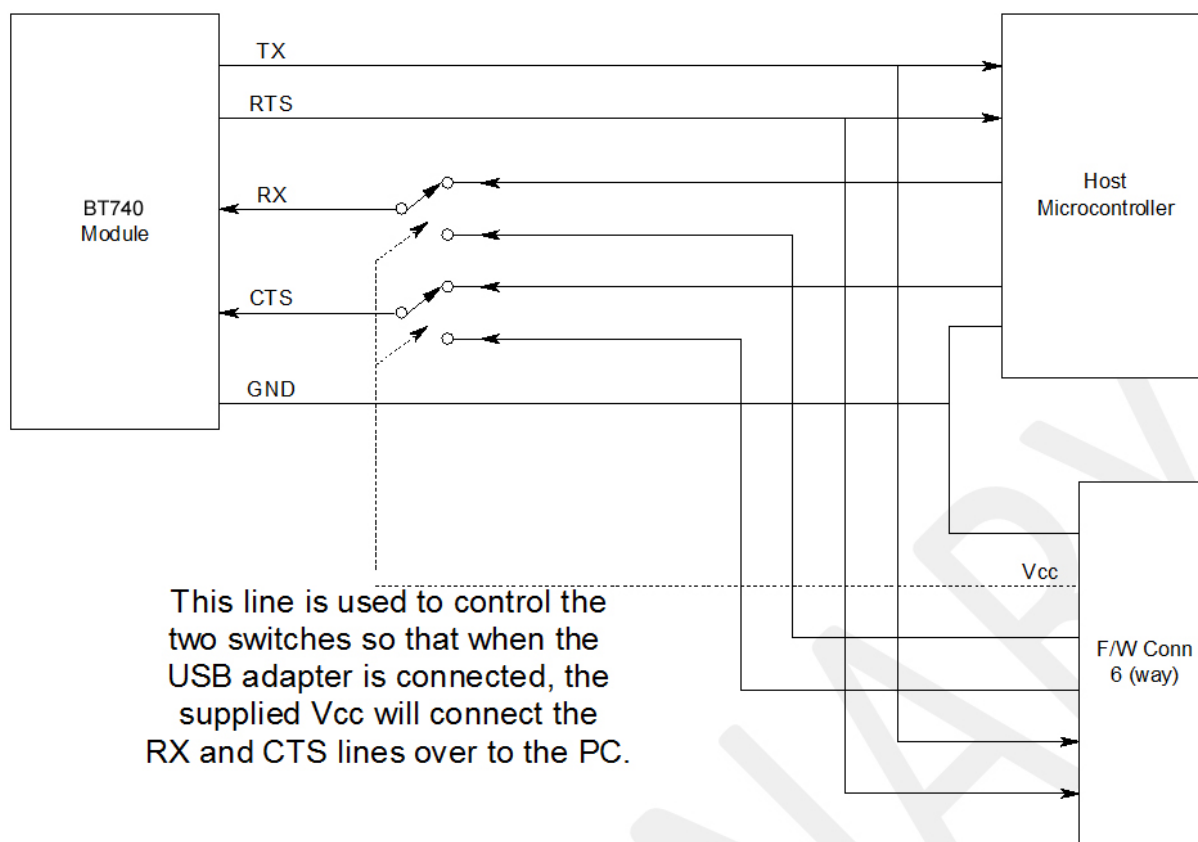 TX
RTS
RX
CTS
GND
BT740
Module
Host
Microcontroller
Vcc
F/W Conn
6 (way)
This line is used to control the
two switches so that when the
USB adapter is connected, the
supplied Vcc will connect the
RX and CTS lines over to the PC.